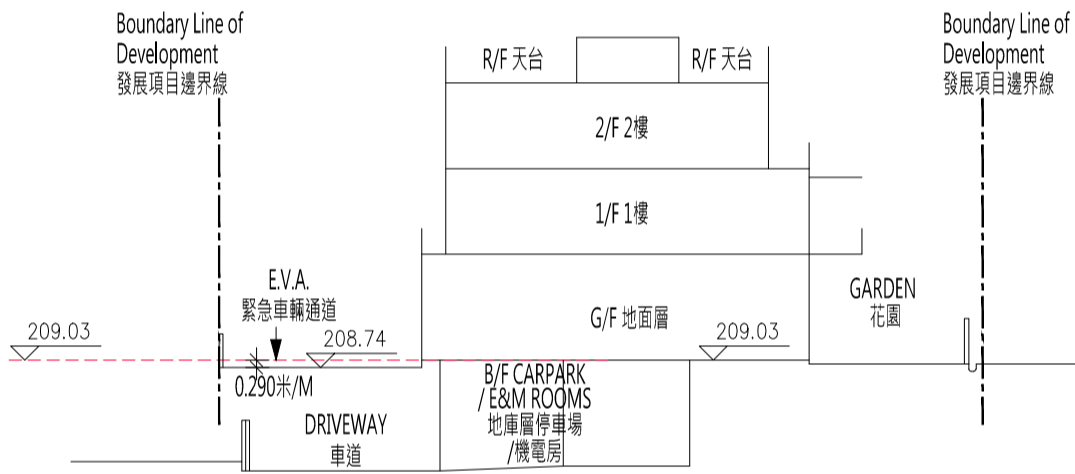 Boundary Line of
Development
發展項目邊界線
Boundary Line of
Development
發展項目邊界線
R/F 天台
R/F 天台
2/F 2樓
1/F 1樓
E.V.A.
緊急車輛通道
GARDEN
花園
G/F 地面層
209.03
208.74
209.03
0.290米/M
B/F CARPARK
/ E&M ROOMS
地庫層停車場
/機電房
DRIVEWAY
車道